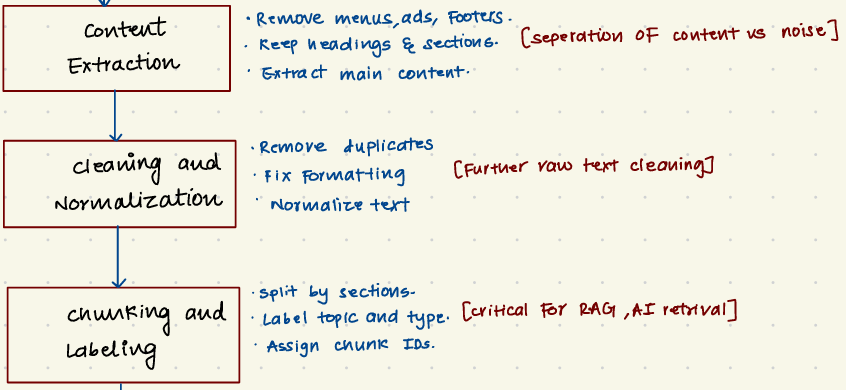 Content
Extraction
· Remove menus, ads, Footers.
· Keep headings & sections.
· Extract main content.
[seperation OF content vs noise]
Cleaning and
Normalization
· Remove duplicates
· Fix Formatting
· Normalize text
[Further raw text cleaning]
Chunking and
Labeling
· Split by sections.
· Label topic and type.
· Assign chunk IDs.
[critical For RAG, AI retrival]